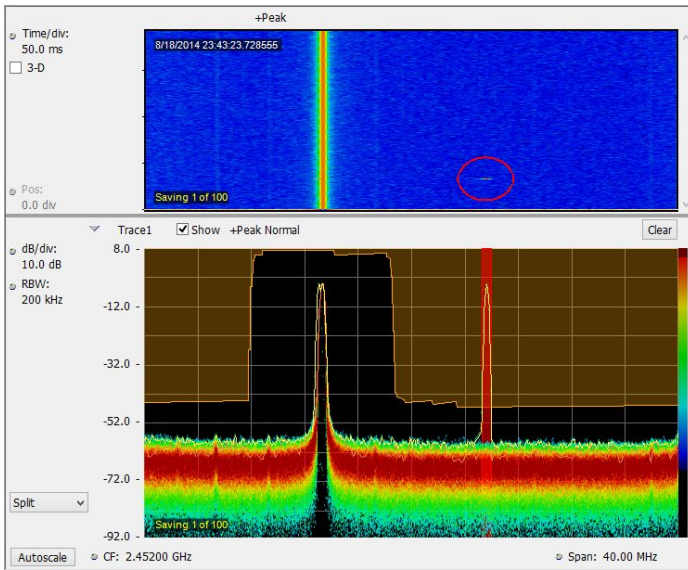 +Peak
Time/div:
50.0 ms
3-D
8/18/2014 23:43:23.728555
Pos:
0.0 div
Saving 1 of 100
Trace1 Show +Peak Normal Clear
dB/div:
10.0 dB
RBW:
200 kHz
8.0
-12.0
-32.0
-52.0
-72.0
-92.0
Split
Saving 1 of 100
Autoscale CF: 2.45200 GHz Span: 40.00 MHz